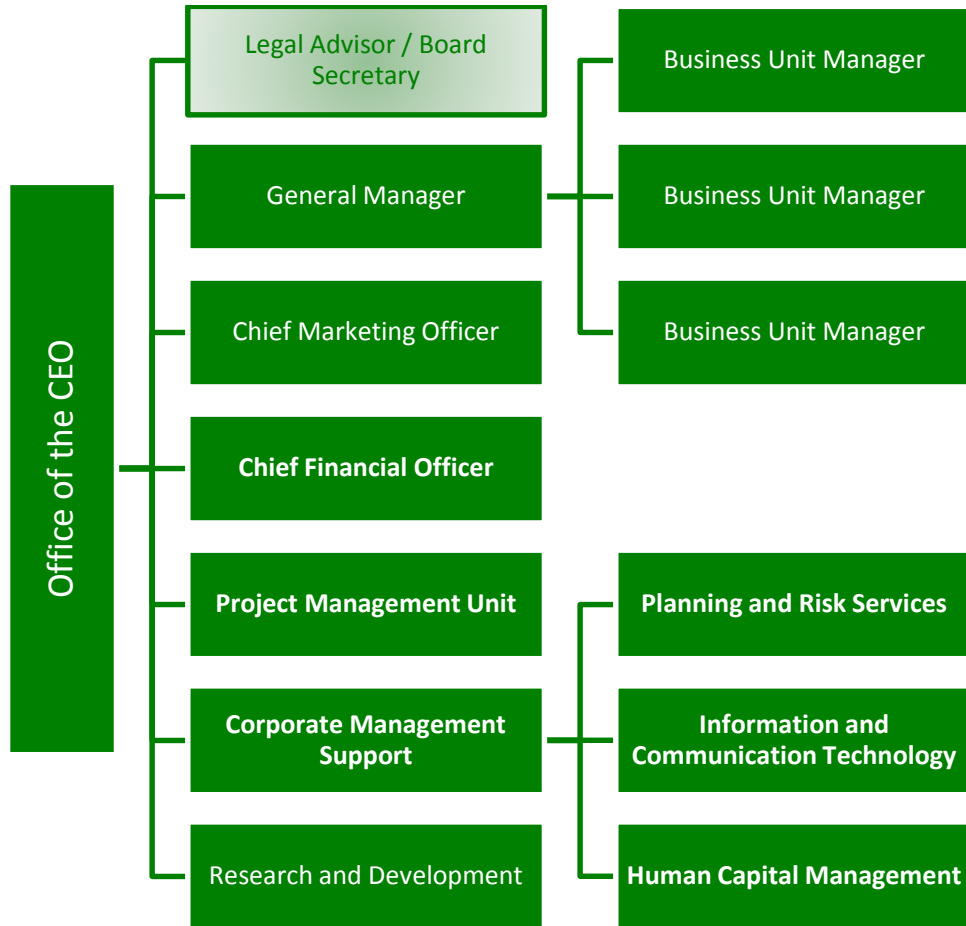 Office of the CEO
Legal Advisor / Board
Secretary
General Manager
Chief Marketing Officer
Chief Financial Officer
Project Management Unit
Corporate Management
Support
Research and Development
Business Unit Manager
Business Unit Manager
Business Unit Manager
Planning and Risk Services
Information and
Communication Technology
Human Capital Management